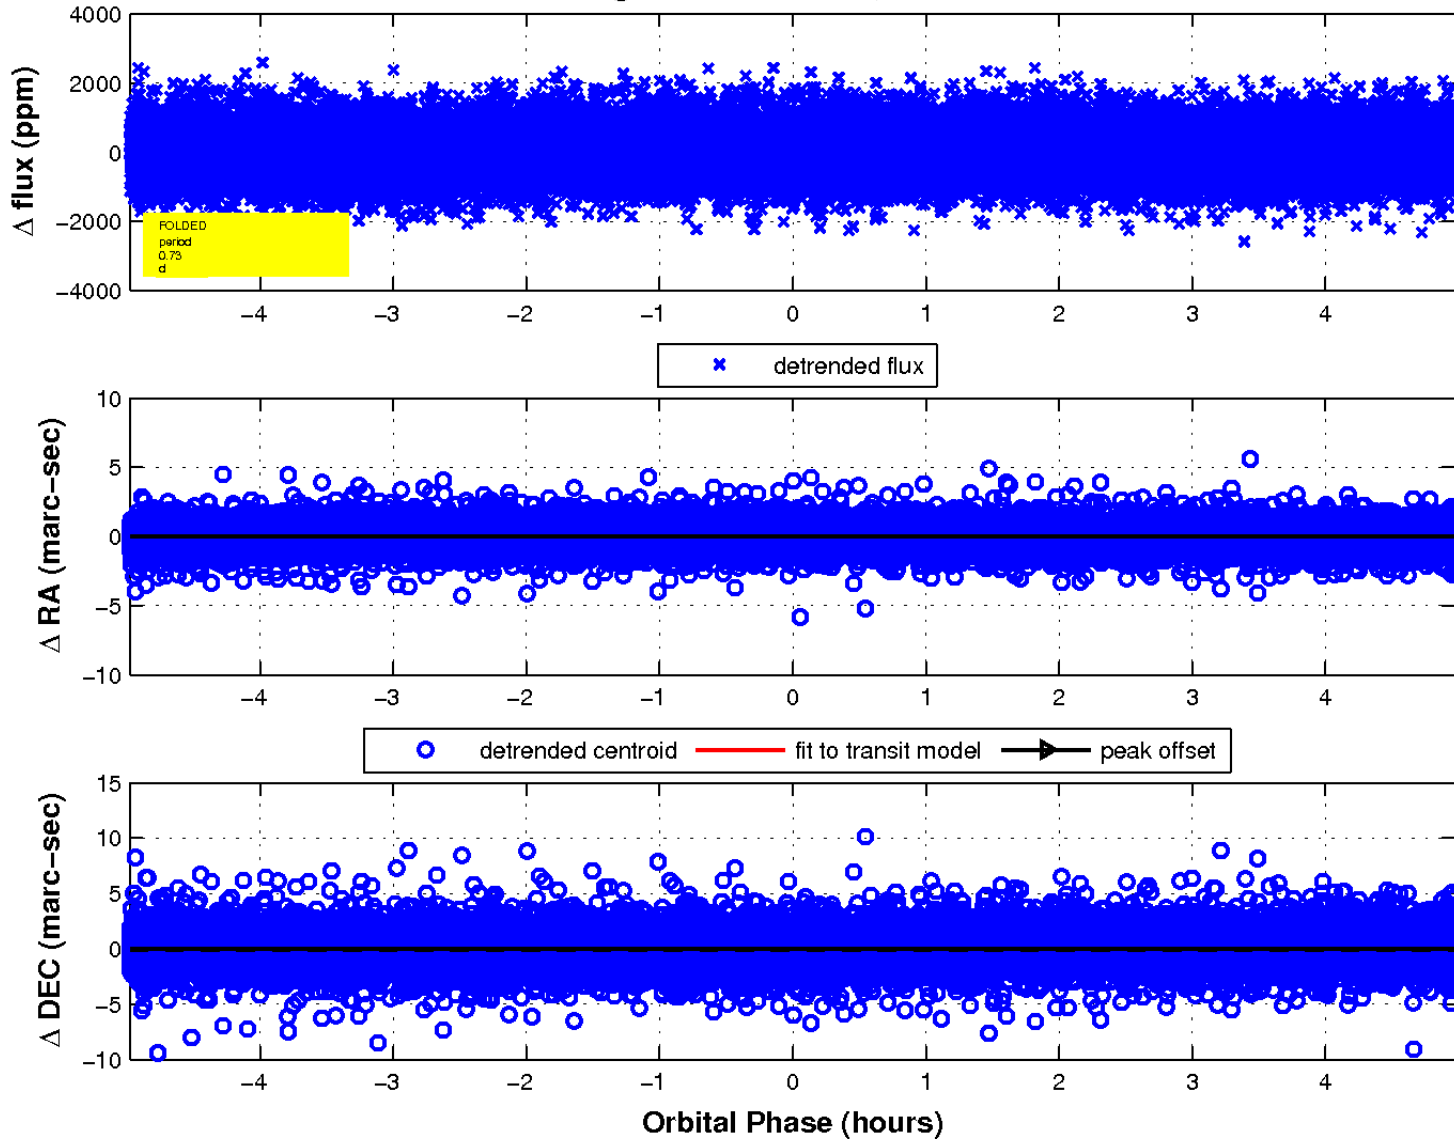 4000
2000
0
−2000
−4000
Δ flux (ppm)
FOLDED
period
0.73
d
−4 −3 −2 −1 0 1 2 3 4
detrended flux
10
5
0
−5
−10
Δ RA (marc−sec)
−4 −3 −2 −1 0 1 2 3 4
detrended centroid fit to transit model peak offset
15
10
5
0
−5
−10
Δ DEC (marc−sec)
−4 −3 −2 −1 0 1 2 3 4
Orbital Phase (hours)